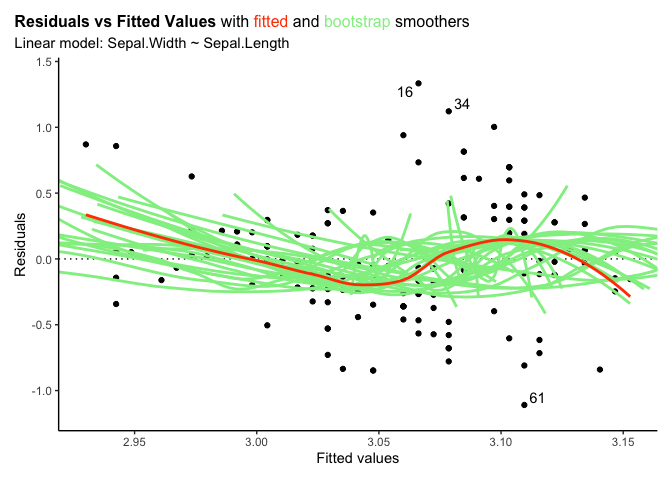 Residuals vs Fitted Values with fitted and bootstrap smoothers
Linear model: Sepal.Width ~ Sepal.Length
1.5
16
34
1.0
0.5
Residuals
0.0
-0.5
-1.0
61
2.95 3.00 3.05 3.10 3.15
Fitted values